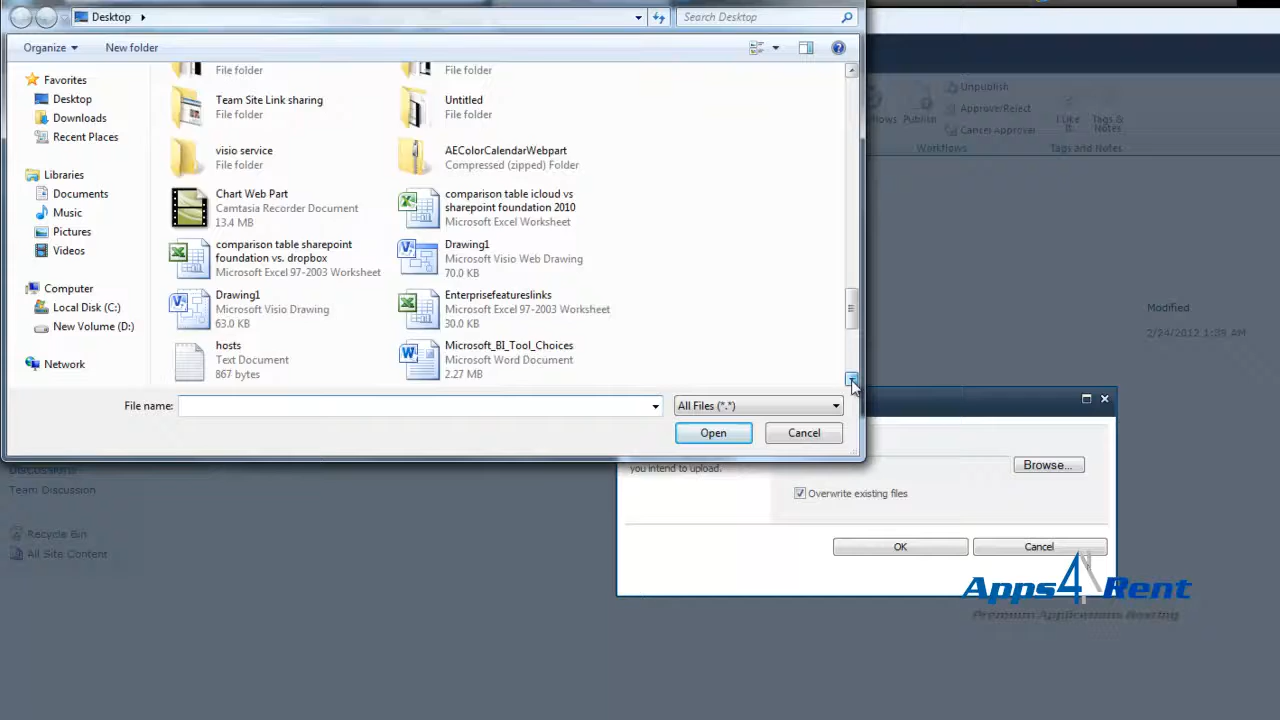 Desktop
Search Desktop
Organize
New folder
Favorites
Desktop
Downloads
Recent Places
Libraries
Documents
Music
Pictures
Videos
Computer
Local Disk (C:)
New Volume (D:)
Network
File folder
File folder
Team Site Link sharing
File folder
Untitled
File folder
visio service
File folder
AEColorCalendarWebpart
Compressed (zipped) Folder
Chart Web Part
Camtasia Recorder Document
13.4 MB
comparison table icloud vs
sharepoint foundation 2010
Microsoft Excel Worksheet
comparison table sharepoint
foundation vs. dropbox
Microsoft Excel 97-2003 Worksheet
Drawing1
Microsoft Visio Web Drawing
70.0 KB
Drawing1
Microsoft Visio Drawing
63.0 KB
Enterprisefeatureslinks
Microsoft Excel 97-2003 Worksheet
30.0 KB
hosts
Text Document
867 bytes
Microsoft_BI_Tool_Choices
Microsoft Word Document
2.27 MB
File name:
All Files (*.*)
Open
Cancel
Publish
Unpublish
Approve/Reject
Cancel Approval
Workflows
I Like
It
Tags &
Notes
Tags and Notes
Modified
2/24/2012 1:39 AM
you intend to upload.
Browse...
Overwrite existing files
OK
Cancel
Discussions
Team Discussion
Recycle Bin
All Site Content
Apps4Rent
Premium Applications Hosting